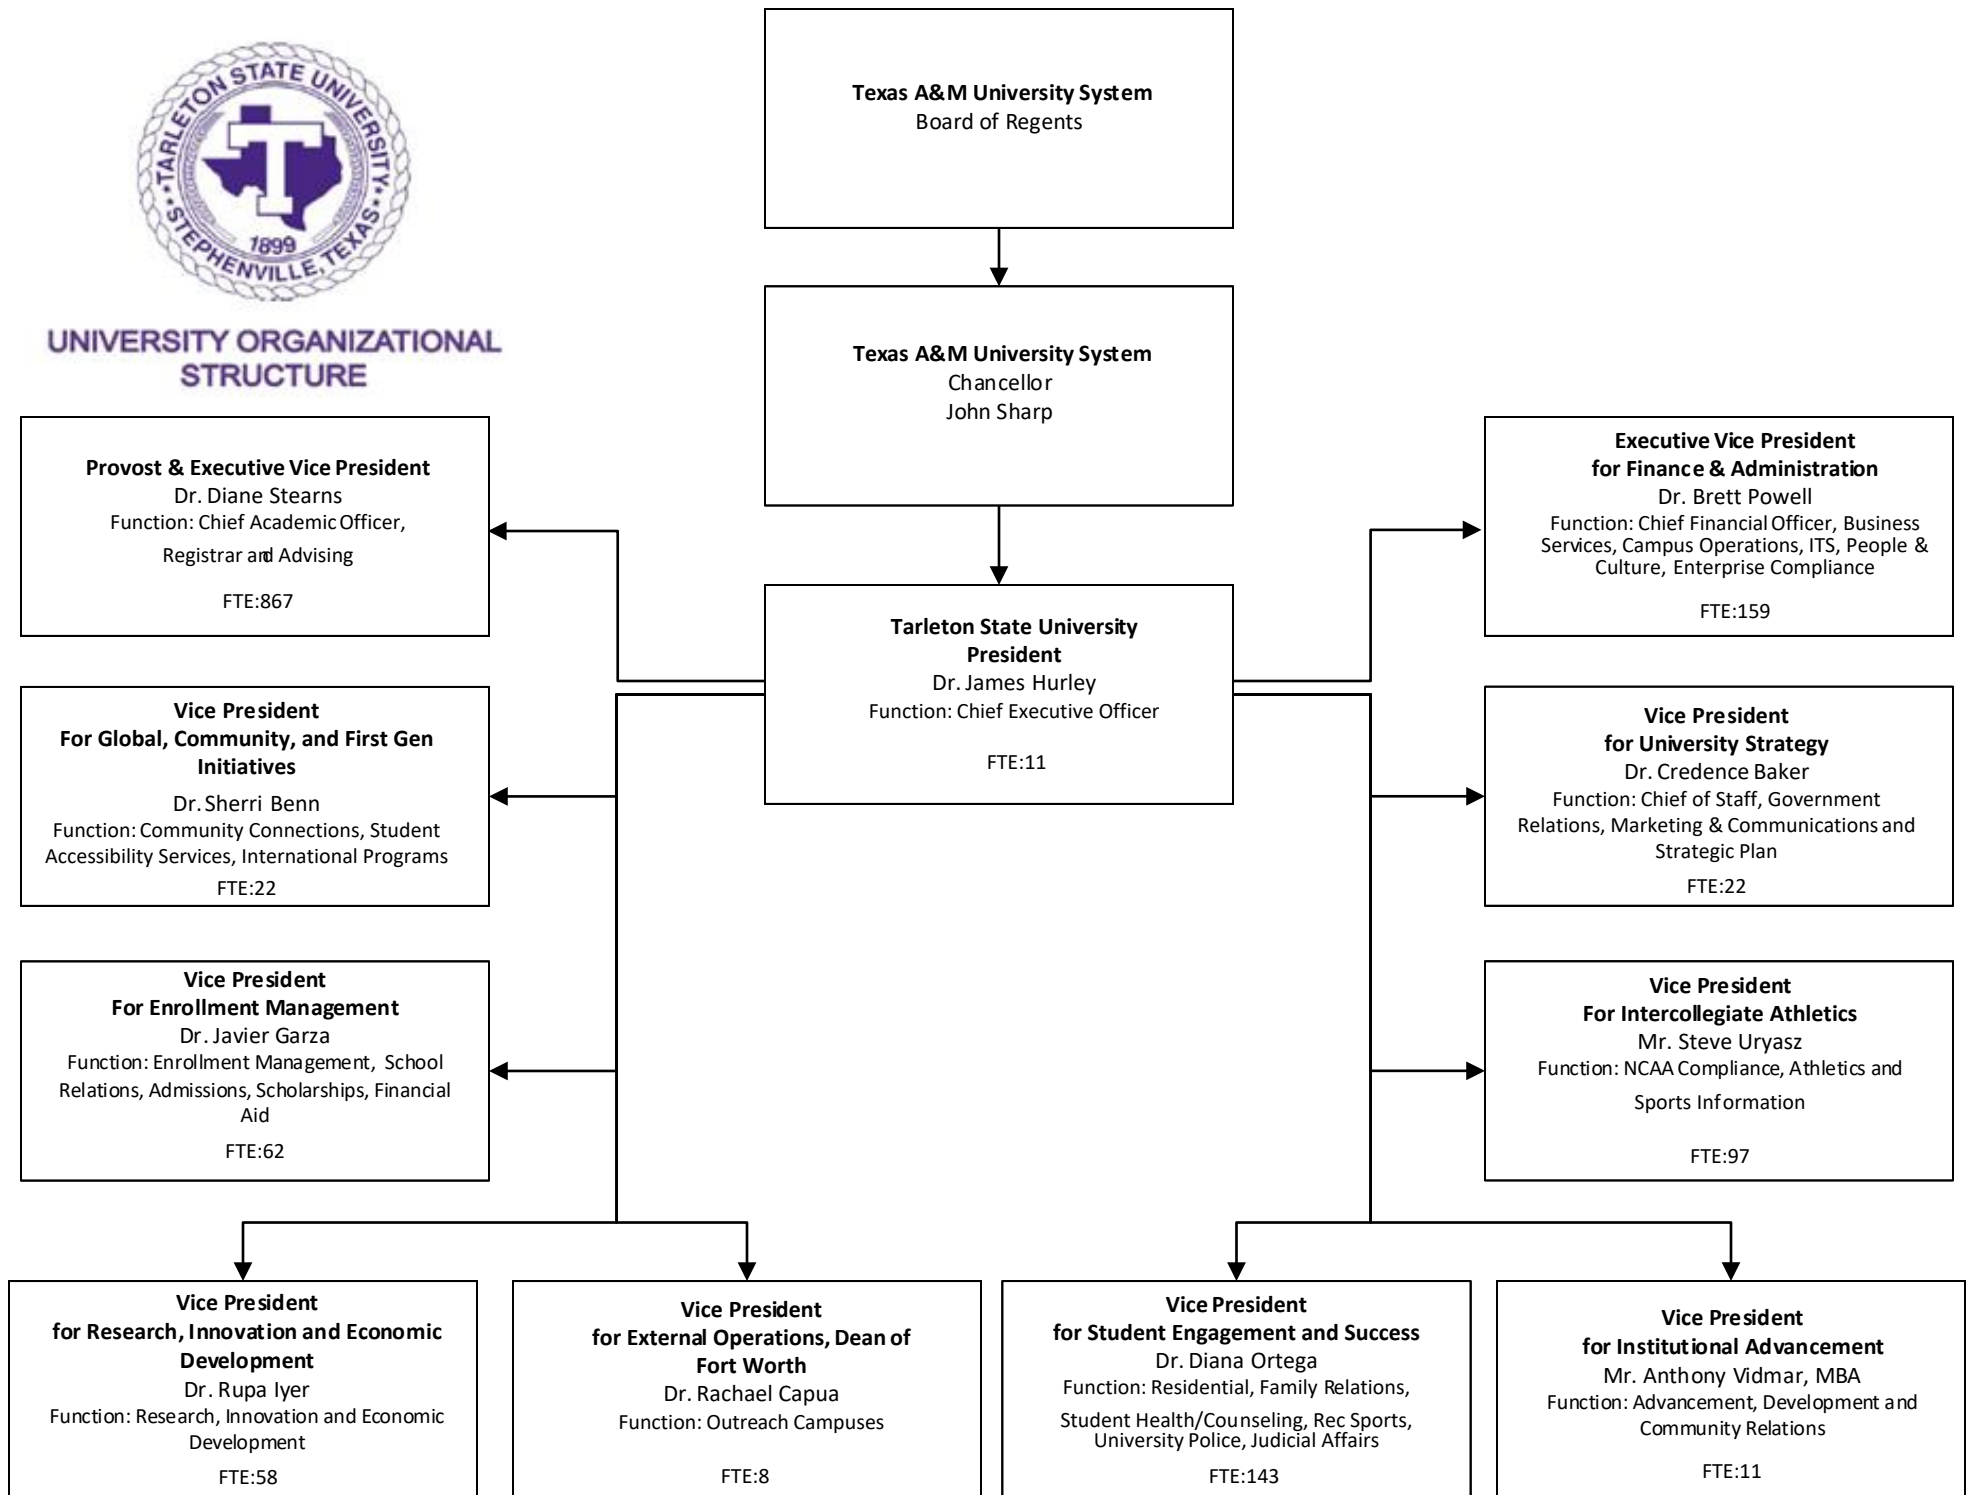 TARLETON STATE UNIVERSITY
STEPHENVILLE, TEXAS
T
1899
UNIVERSITY ORGANIZATIONAL
STRUCTURE
Texas A&M University System
Board of Regents
Texas A&M University System
Chancellor
John Sharp
Provost & Executive Vice President
Dr. Diane Stearns
Function: Chief Academic Officer,
Registrar and Advising
FTE:867
Executive Vice President
for Finance & Administration
Dr. Brett Powell
Function: Chief Financial Officer, Business
Services, Campus Operations, ITS, People &
Culture, Enterprise Compliance
FTE:159
Tarleton State University
President
Dr. James Hurley
Function: Chief Executive Officer
FTE:11
Vice President
For Global, Community, and First Gen
Initiatives
Dr. Sherri Benn
Function: Community Connections, Student
Accessibility Services, International Programs
FTE:22
Vice President
for University Strategy
Dr. Credence Baker
Function: Chief of Staff, Government
Relations, Marketing & Communications and
Strategic Plan
FTE:22
Vice President
For Enrollment Management
Dr. Javier Garza
Function: Enrollment Management, School
Relations, Admissions, Scholarships, Financial
Aid
FTE:62
Vice President
For Intercollegiate Athletics
Mr. Steve Uryasz
Function: NCAA Compliance, Athletics and
Sports Information
FTE:97
Vice President
for Research, Innovation and Economic
Development
Dr. Rupa Iyer
Function: Research, Innovation and Economic
Development
FTE:58
Vice President
for External Operations, Dean of
Fort Worth
Dr. Rachael Capua
Function: Outreach Campuses
FTE:8
Vice President
for Student Engagement and Success
Dr. Diana Ortega
Function: Residential, Family Relations,
Student Health/Counseling, Rec Sports,
University Police, Judicial Affairs
FTE:143
Vice President
for Institutional Advancement
Mr. Anthony Vidmar, MBA
Function: Advancement, Development and
Community Relations
FTE:11